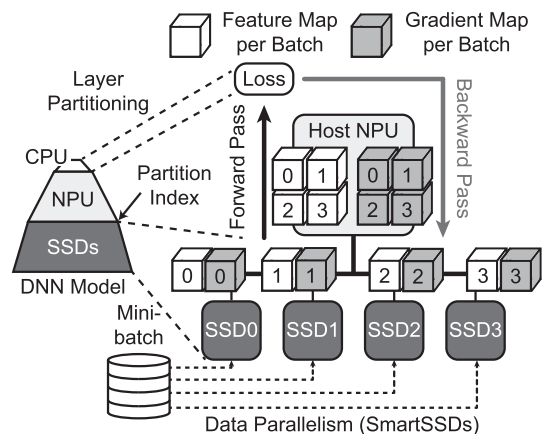 Feature Map
per Batch
Gradient Map
per Batch
Layer
Partitioning
Loss
Backward Pass
Forward Pass
Host NPU
0 1
2 3
0 1
2 3
CPU
NPU
SSDs
DNN Model
Partition
Index
0 0
1 1
2 2
3 3
Mini-
batch
SSD0
SSD1
SSD2
SSD3
Data Parallelism (SmartSSDs)